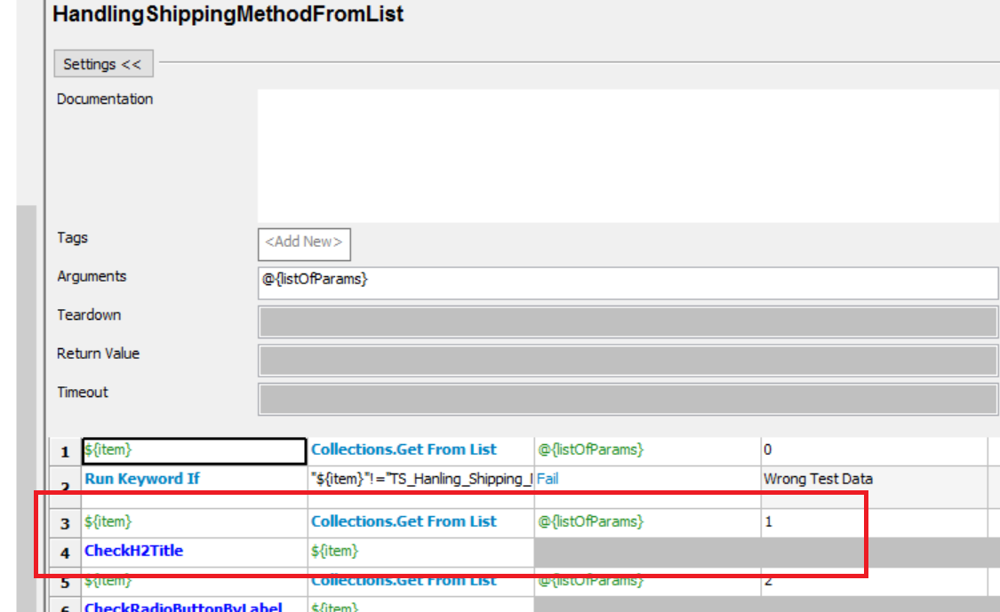 HandlingShippingMethodFromList
Settings <<
Documentation
Tags
<Add New>
Arguments
@{listOfParams}
Teardown
Return Value
Timeout
1 ${item} Collections.Get From List @{listOfParams} 0
2 Run Keyword If "${item}"!="TS_Hanling_Shipping_ Fail Wrong Test Data
3 ${item} Collections.Get From List @{listOfParams} 1
4 CheckH2Title ${item}
5 ${item} Collections.Get From List @{listOfParams} 2
6 CheckRadioButtonByLabel ${item}